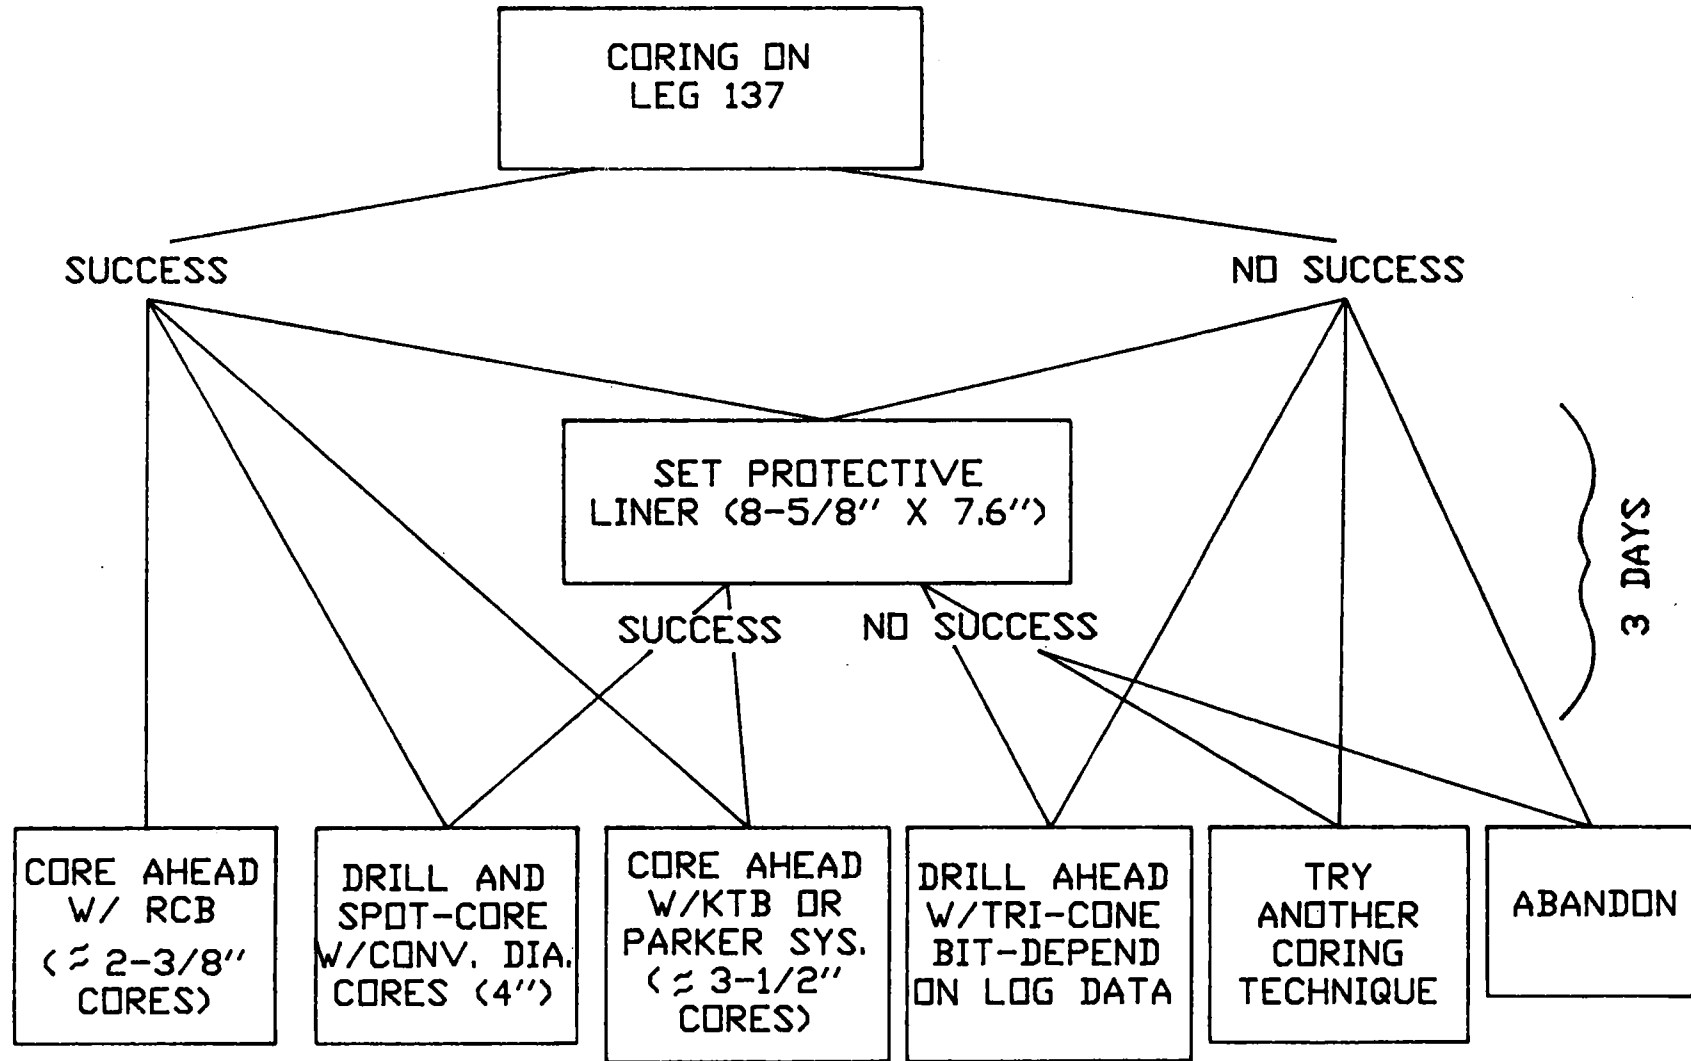 CORING ON
LEG 137
SUCCESS
NO SUCCESS
SET PROTECTIVE
LINER (8-5/8" X 7.6")
3 DAYS
SUCCESS
NO SUCCESS
CORE AHEAD
W/ RCB
(≈ 2-3/8"
CORES)
DRILL AND
SPOT-CORE
W/CONV. DIA.
CORES (4")
CORE AHEAD
W/KTB OR
PARKER SYS.
(≈ 3-1/2"
CORES)
DRILL AHEAD
W/TRI-CONE
BIT-DEPEND
ON LOG DATA
TRY
ANOTHER
CORING
TECHNIQUE
ABANDON